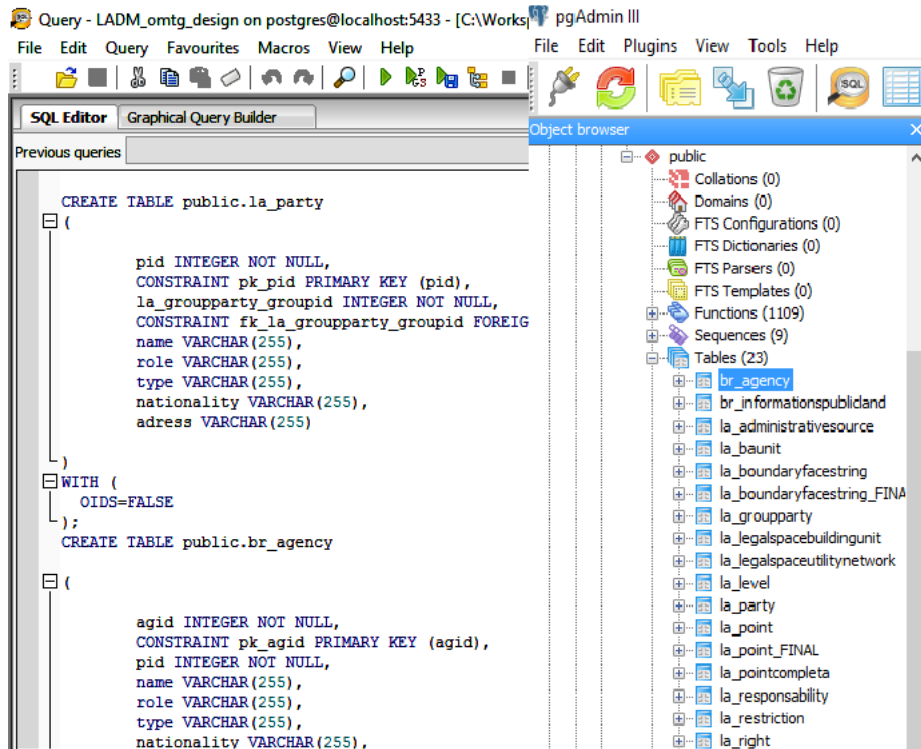 Query - LADM_omtg_design on postgres@localhost:5433 - [C:\Works
File Edit Query Favourites Macros View Help
SQL Editor Graphical Query Builder
Previous queries
CREATE TABLE public.la_party
(
pid INTEGER NOT NULL,
CONSTRAINT pk_pid PRIMARY KEY (pid),
la_groupparty_groupid INTEGER NOT NULL,
CONSTRAINT fk_la_groupparty_groupid FOREIG
name VARCHAR(255),
role VARCHAR(255),
type VARCHAR(255),
nationality VARCHAR(255),
adress VARCHAR(255)
)
WITH (
OIDS=FALSE
);
CREATE TABLE public.br_agency
(
agid INTEGER NOT NULL,
CONSTRAINT pk_agid PRIMARY KEY (agid),
pid INTEGER NOT NULL,
name VARCHAR(255),
role VARCHAR(255),
type VARCHAR(255),
nationality VARCHAR(255),
pgAdmin III
File Edit Plugins View Tools Help
SQL
Object browser
public
Collations (0)
Domains (0)
FTS Configurations (0)
FTS Dictionaries (0)
FTS Parsers (0)
FTS Templates (0)
Functions (1109)
Sequences (9)
Tables (23)
br_agency
br_informationspublicland
la_administrativesource
la_baunit
la_boundaryfacestring
la_boundaryfacestring_FINA
la_groupparty
la_legalspacebuildingunit
la_legalspaceutilitynetwork
la_level
la_party
la_point
la_point_FINAL
la_pointcompleta
la_responsability
la_restriction
la_right